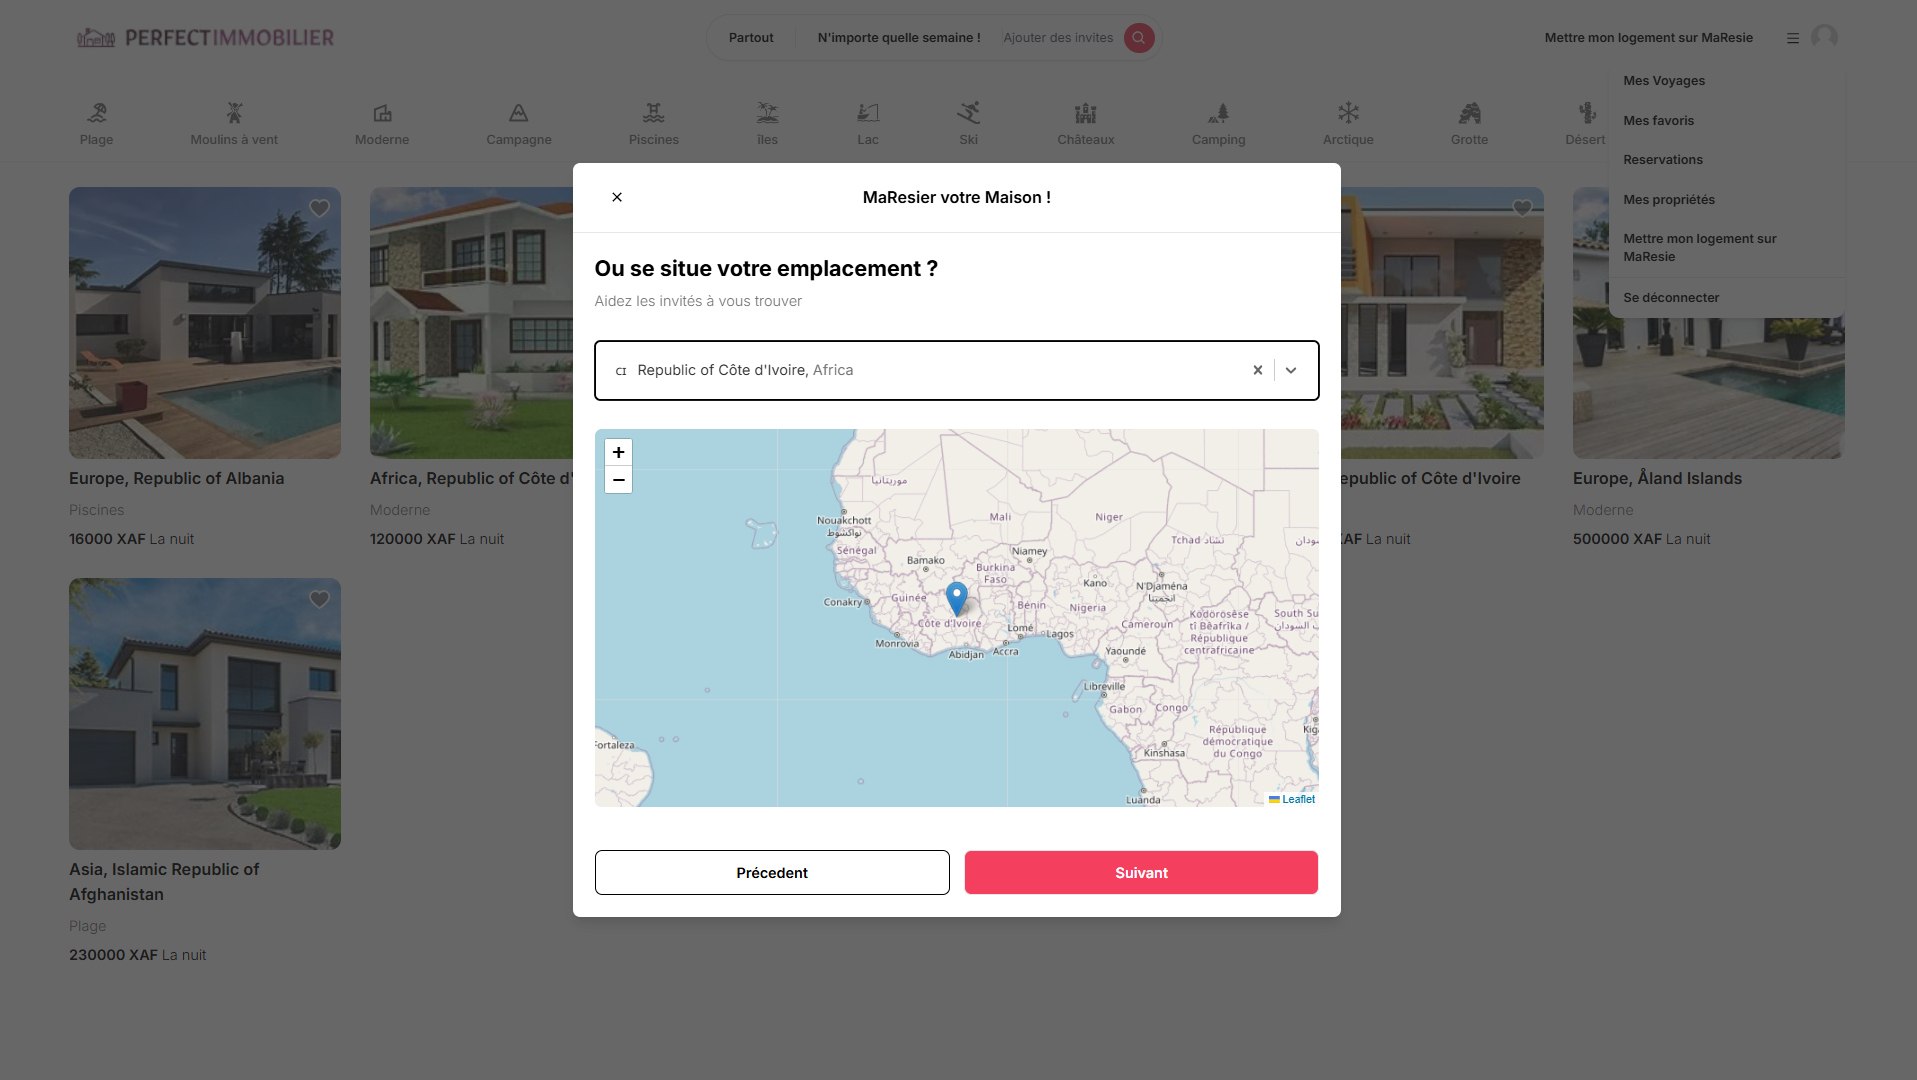 PERFECTIMMOBILIER
Partout
N'importe quelle semaine !
Ajouter des invites
Mettre mon logement sur MaResie
Mes Voyages
Mes favoris
Reservations
Mes propriétés
Mettre mon logement sur
MaResie
Se déconnecter
Plage
Moulins à vent
Moderne
Campagne
Piscines
îles
Lac
Ski
Châteaux
Camping
Arctique
Grotte
Désert
MaResier votre Maison !
Ou se situe votre emplacement ?
Aidez les invités à vous trouver
CI Republic of Côte d'Ivoire, Africa
+
−
موريتانيا
Mali
Niger
Nouakchott
نواكشوط
Tchad تشاد
Sénégal
Niamey
Bamako
Burkina
Faso
Kano
N'Djaména
انجمينا
Conakry
Guinée
Bénin
Nigeria
South Su
Côte d'Ivoire
Lomé
Lagos
Cameroun
Ködörösêse
tî Bêafrîka /
République
centrafricaine
Monrovia
Abidjan
Accra
Yaoundé
Libreville
Gabon
Congo
Fortaleza
République
démocratique
du Congo
Kinshasa
Kig
Luanda
Leaflet
Précedent
Suivant
Europe, Republic of Albania
Piscines
16000 XAF La nuit
Africa, Republic of Côte d'
Moderne
120000 XAF La nuit
epublic of Côte d'Ivoire
AF La nuit
Europe, Åland Islands
Moderne
500000 XAF La nuit
Asia, Islamic Republic of
Afghanistan
Plage
230000 XAF La nuit